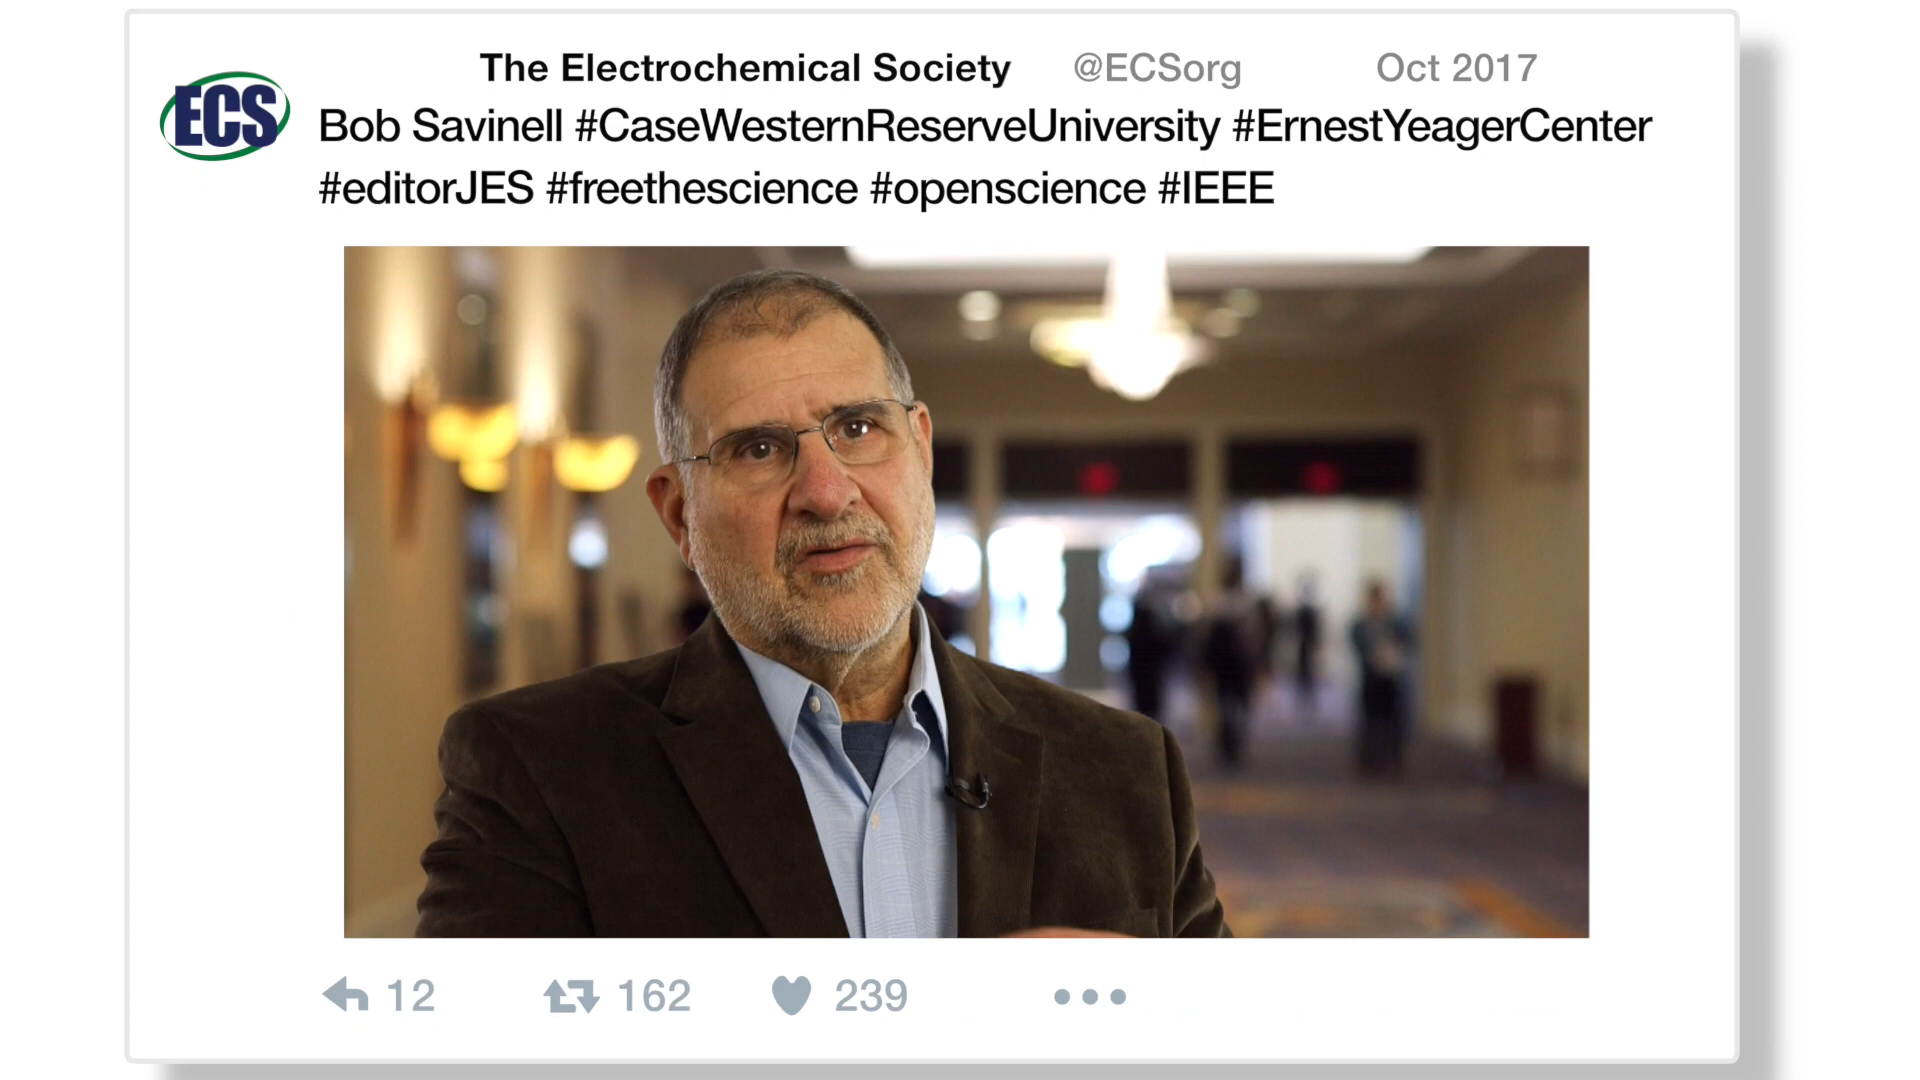 The Electrochemical Society @ECSorg Oct 2017
ECS
Bob Savinell #CaseWesternReserveUniversity #ErnestYeagerCenter
#editorJES #freethescience #openscience #IEEE
12 162 239